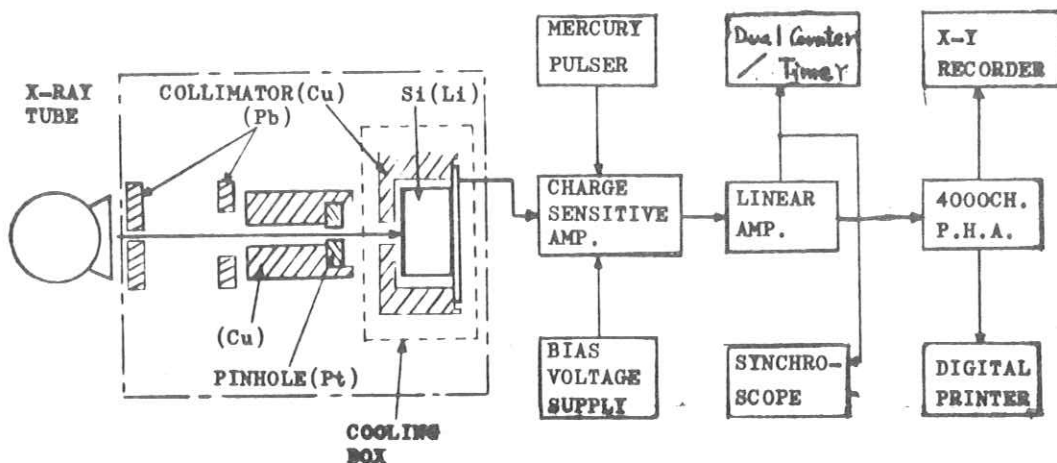 X-RAY
TUBE
COLLIMATOR(Cu)
(Pb)
Si(Li)
(Cu)
PINHOLE(Pt)
COOLING
BOX
MERCURY
PULSER
CHARGE
SENSITIVE
AMP.
BIAS
VOLTAGE
SUPPLY
Dual Counter
/ Timer
LINEAR
AMP.
SYNCHRO-
SCOPE
X-Y
RECORDER
4000CH.
P.H.A.
DIGITAL
PRINTER